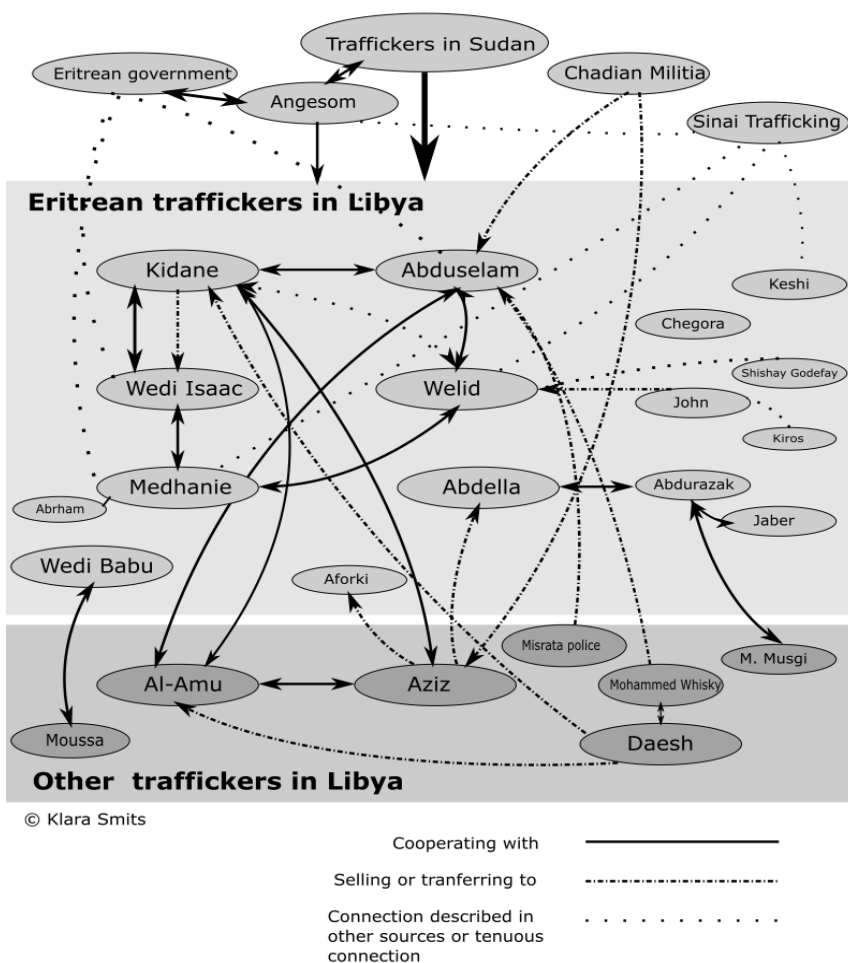 Traffickers in Sudan
Eritrean government
Chadian Militia
Angesom
Sinai Trafficking
Eritrean traffickers in Libya
Kidane
Abduselam
Keshi
Chegora
Wedi Isaac
Welid
Shishay Godefay
John
Kiros
Medhanie
Abdella
Abdurazak
Abrham
Jaber
Wedi Babu
Aforki
Misrata police
M. Musgi
Al-Amu
Aziz
Mohammed Whisky
Moussa
Daesh
Other traffickers in Libya
© Klara Smits
Cooperating with
Selling or tranferring to
Connection described in
other sources or tenuous
connection